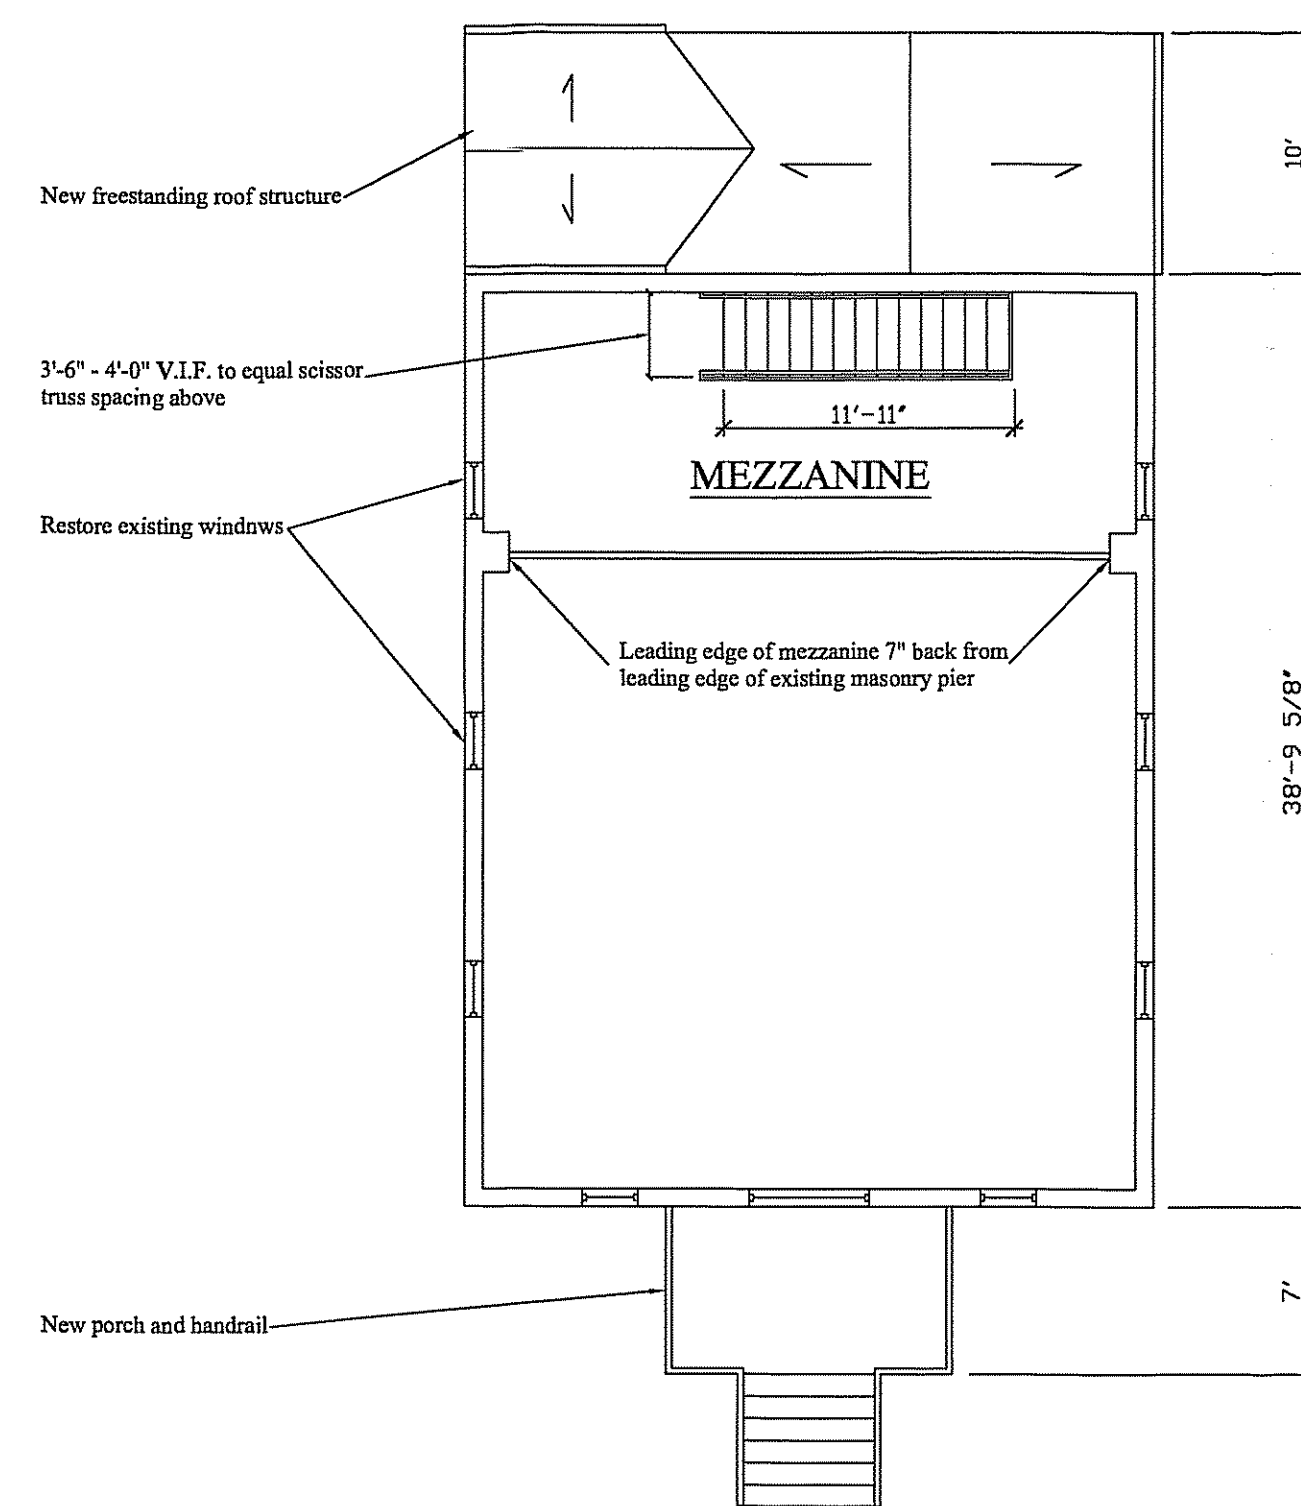 10'
New freestanding roof structure
3'-6" - 4'-0" V.I.F. to equal scissor
truss spacing above
11'-11"
MEZZANINE
Restore existing windnws
Leading edge of mezzanine 7" back from
leading edge of existing masonry pier
38'-9 5/8"
7'
New porch and handrail